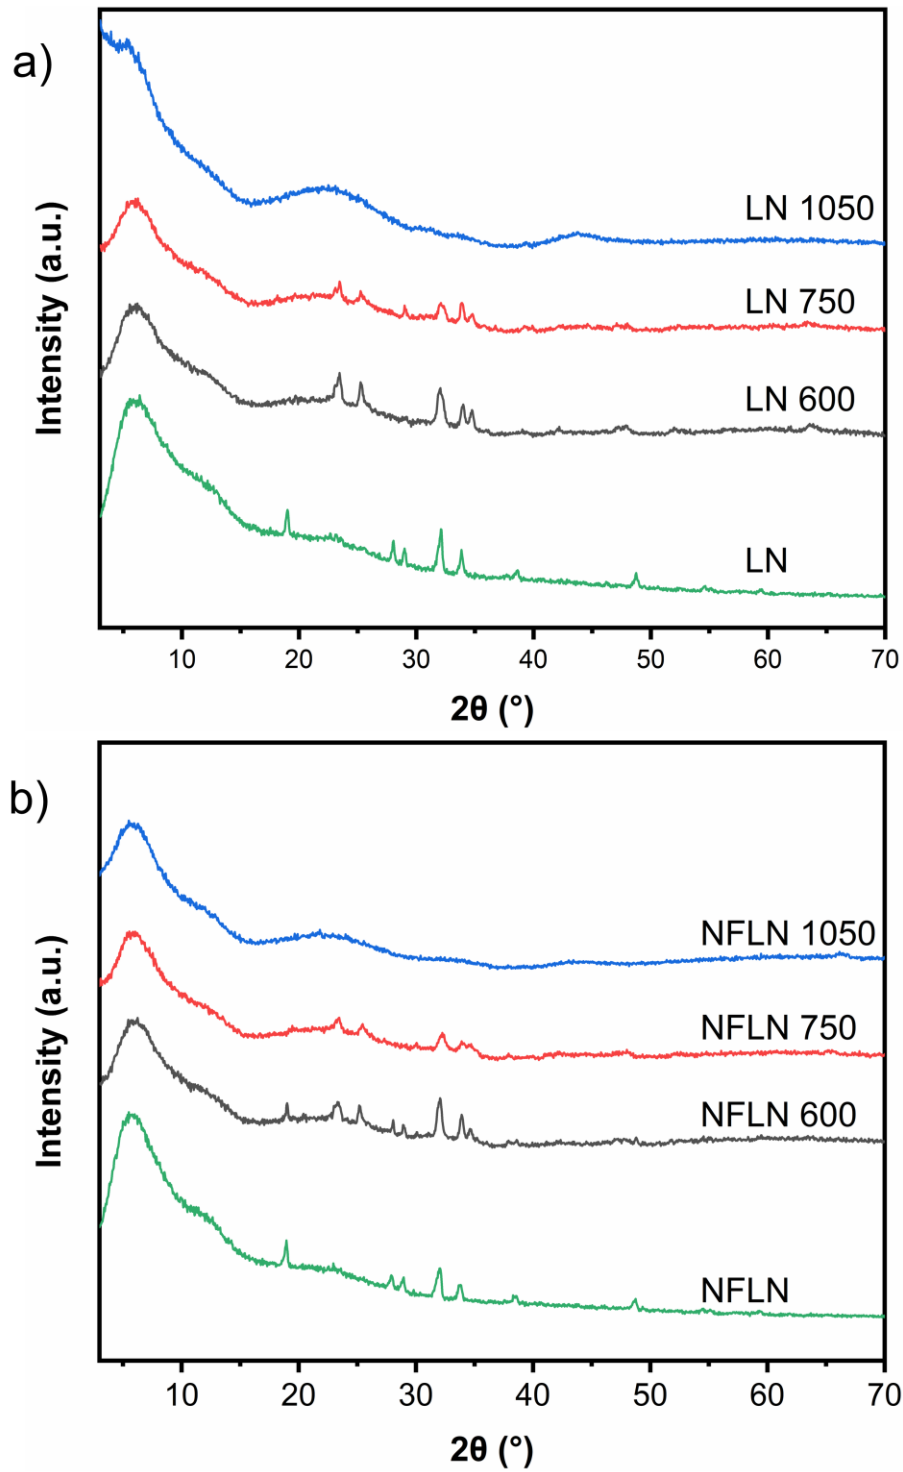 a)
Intensity (a.u.)
LN 1050
LN 750
LN 600
LN
10 20 30 40 50 60 70
2θ (°)
b)
Intensity (a.u.)
NFLN 1050
NFLN 750
NFLN 600
NFLN
10 20 30 40 50 60 70
2θ (°)